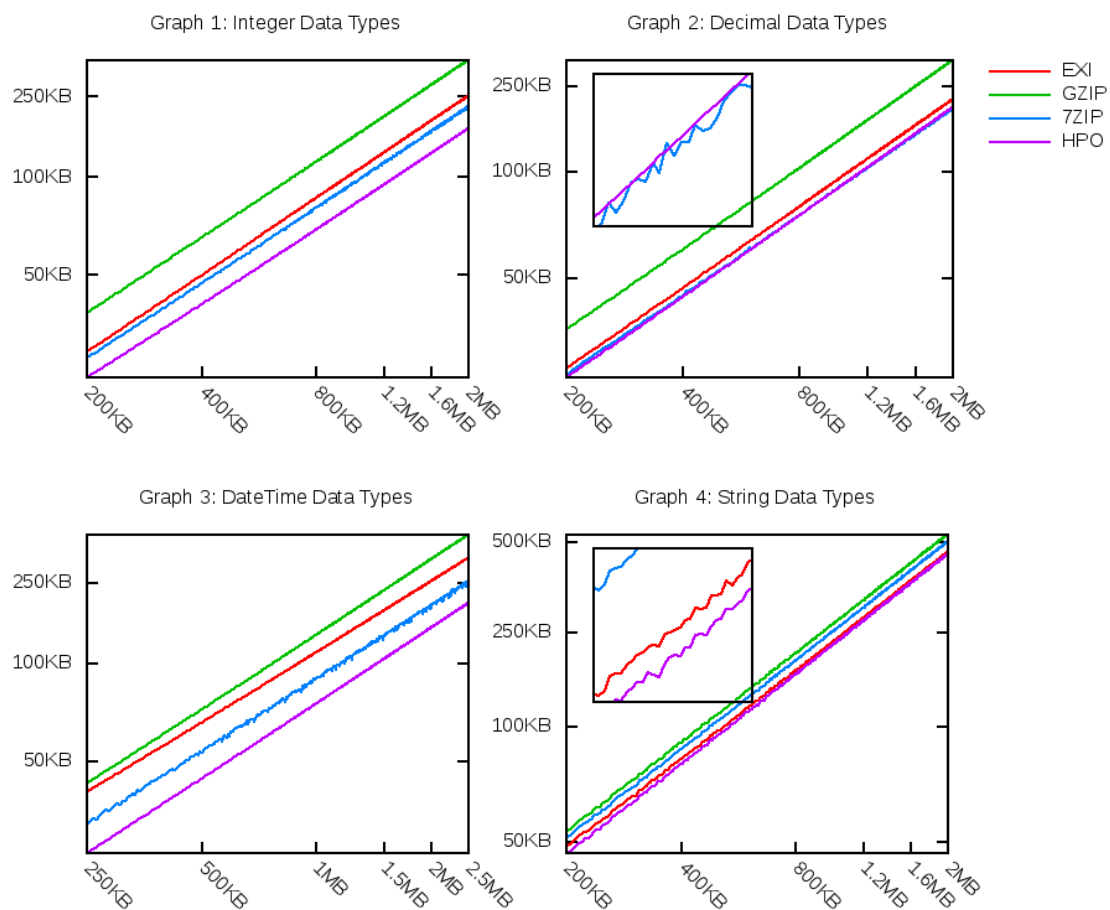 Graph 1: Integer Data Types
250KB
100KB
50KB
200KB
400KB
800KB
1.2MB
1.6MB
2MB
Graph 2: Decimal Data Types
250KB
100KB
50KB
200KB
400KB
800KB
1.2MB
1.6MB
2MB
EXI
GZIP
7ZIP
HPO
Graph 3: DateTime Data Types
250KB
100KB
50KB
250KB
500KB
1MB
1.5MB
2MB
2.5MB
Graph 4: String Data Types
500KB
250KB
100KB
50KB
200KB
400KB
800KB
1.2MB
1.6MB
2MB